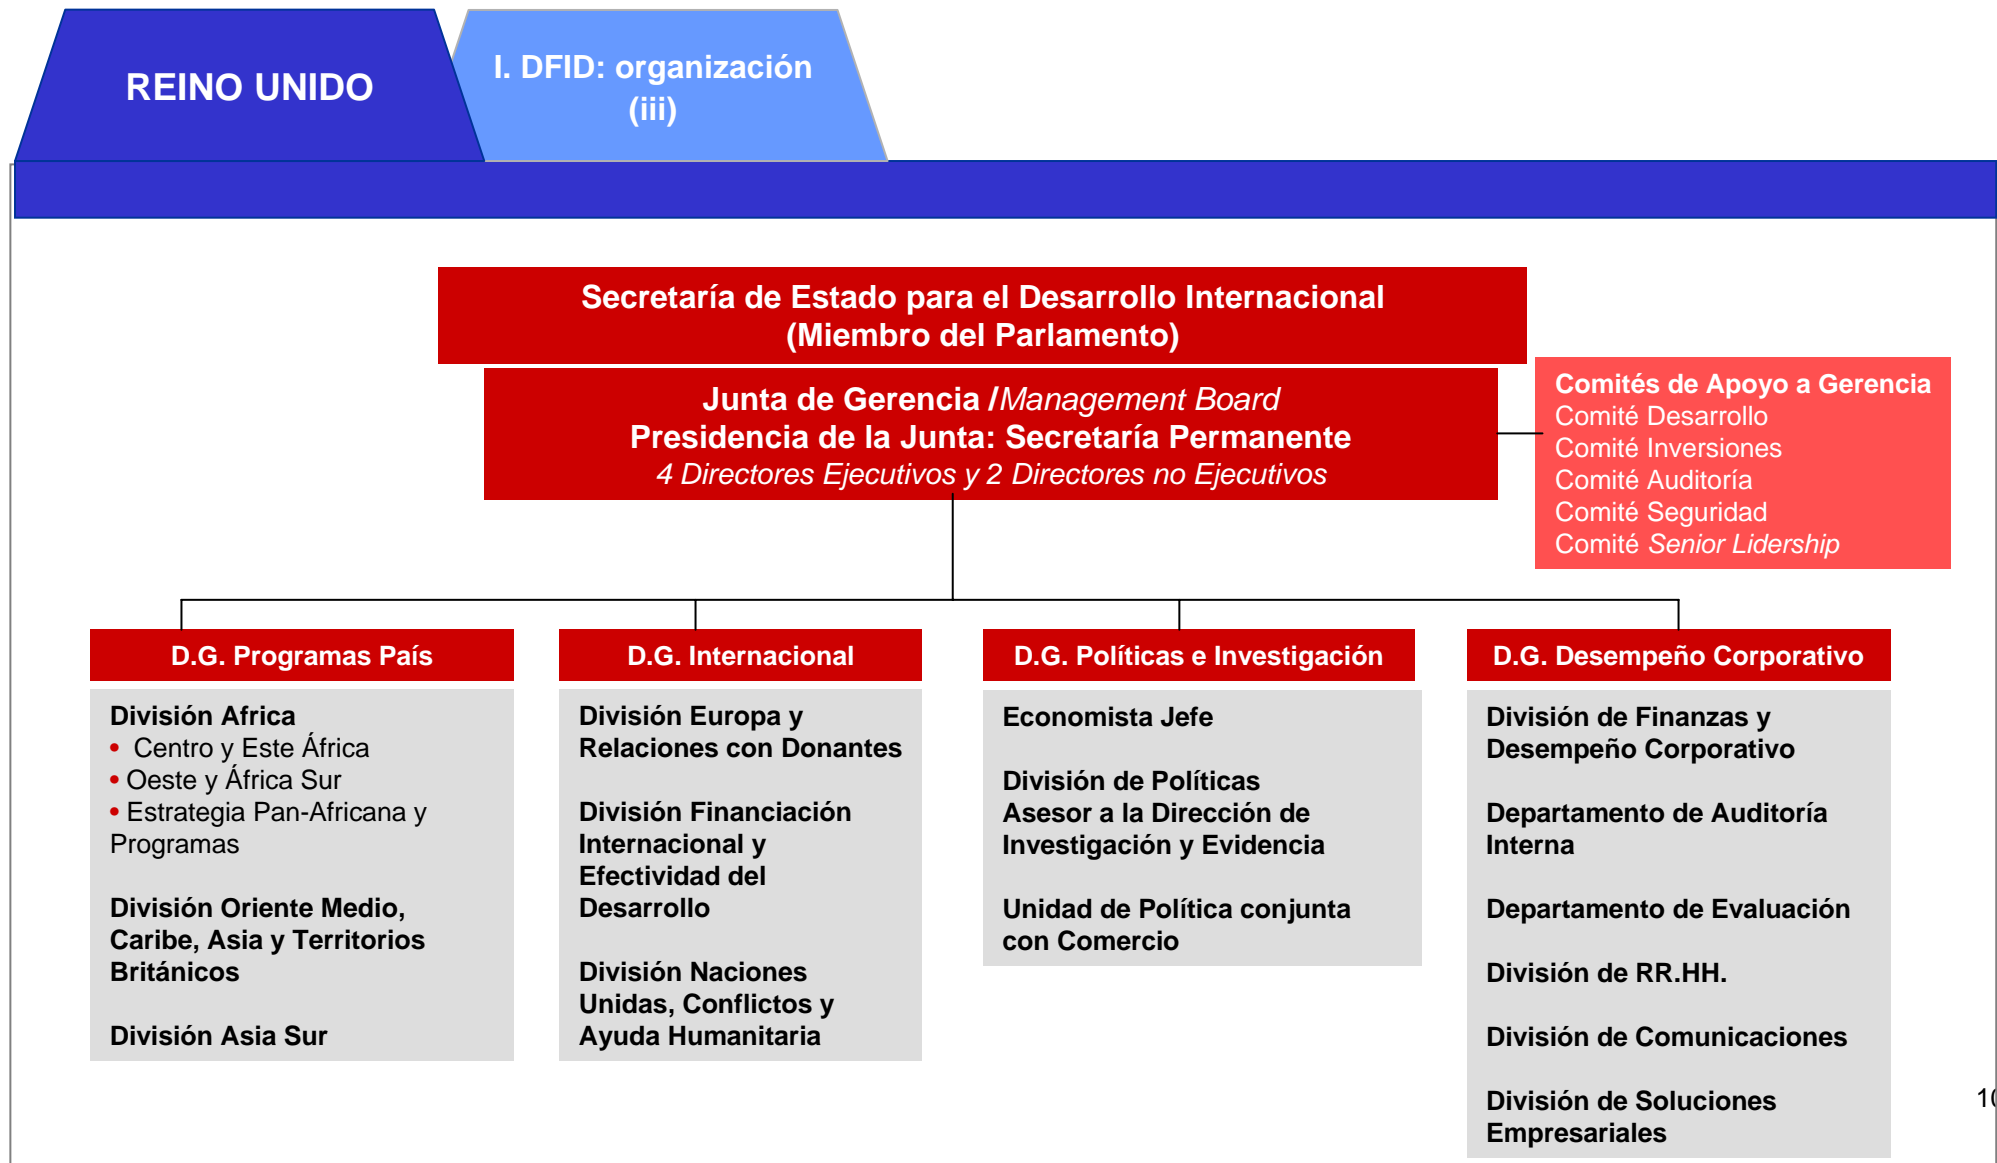 REINO UNIDO
I. DFID: organización
(iii)
Secretaría de Estado para el Desarrollo Internacional
(Miembro del Parlamento)
Junta de Gerencia /Management Board
Presidencia de la Junta: Secretaría Permanente
4 Directores Ejecutivos y 2 Directores no Ejecutivos
Comités de Apoyo a Gerencia
Comité Desarrollo
Comité Inversiones
Comité Auditoría
Comité Seguridad
Comité Senior Lidership
D.G. Programas País
División Africa
• Centro y Este África
• Oeste y África Sur
• Estrategia Pan-Africana y
Programas
División Oriente Medio,
Caribe, Asia y Territorios
Británicos
División Asia Sur
D.G. Internacional
División Europa y
Relaciones con Donantes
División Financiación
Internacional y
Efectividad del
Desarrollo
División Naciones
Unidas, Conflictos y
Ayuda Humanitaria
D.G. Políticas e Investigación
Economista Jefe
División de Políticas
Asesor a la Dirección de
Investigación y Evidencia
Unidad de Política conjunta
con Comercio
D.G. Desempeño Corporativo
División de Finanzas y
Desempeño Corporativo
Departamento de Auditoría
Interna
Departamento de Evaluación
División de RR.HH.
División de Comunicaciones
División de Soluciones
Empresariales